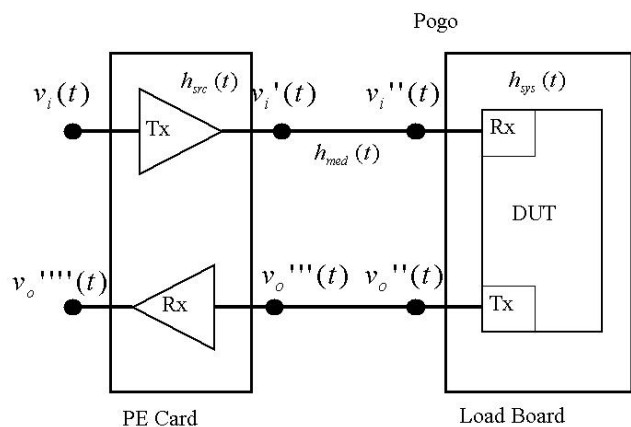 Pogo
h_src(t)
h_sys(t)
v_i(t)
v_i'(t)
v_i''(t)
Tx
Rx
h_med(t)
DUT
v_o''''(t)
v_o'''(t)
v_o''(t)
Rx
Tx
PE Card
Load Board